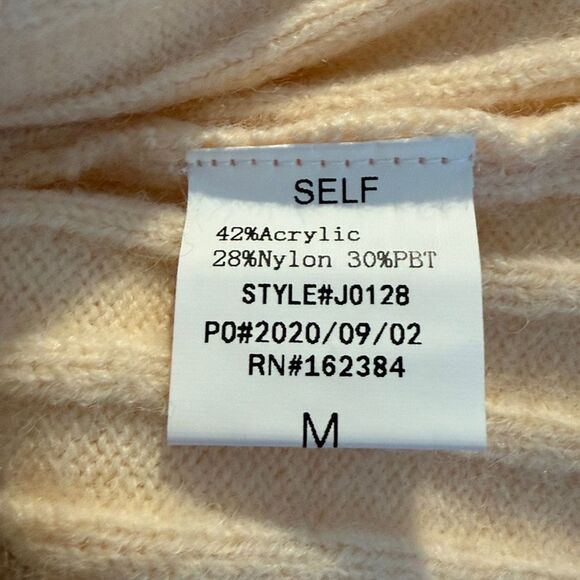 SELF
42%Acrylic
28%Nylon 30%PBT
STYLE#J0128
PO#2020/09/02
RN#162384
M